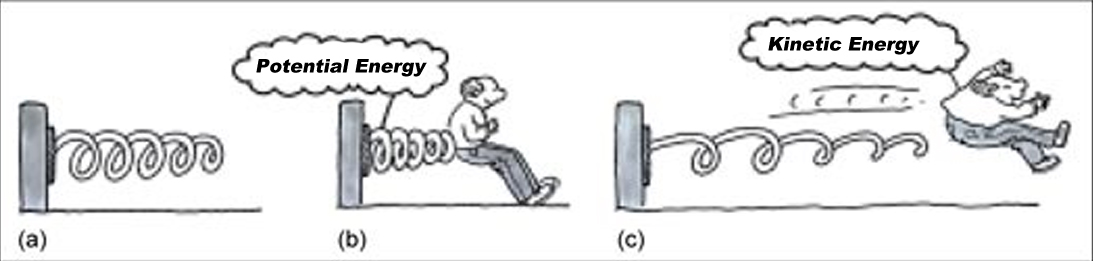 Potential Energy
Kinetic Energy
(a)
(b)
(c)